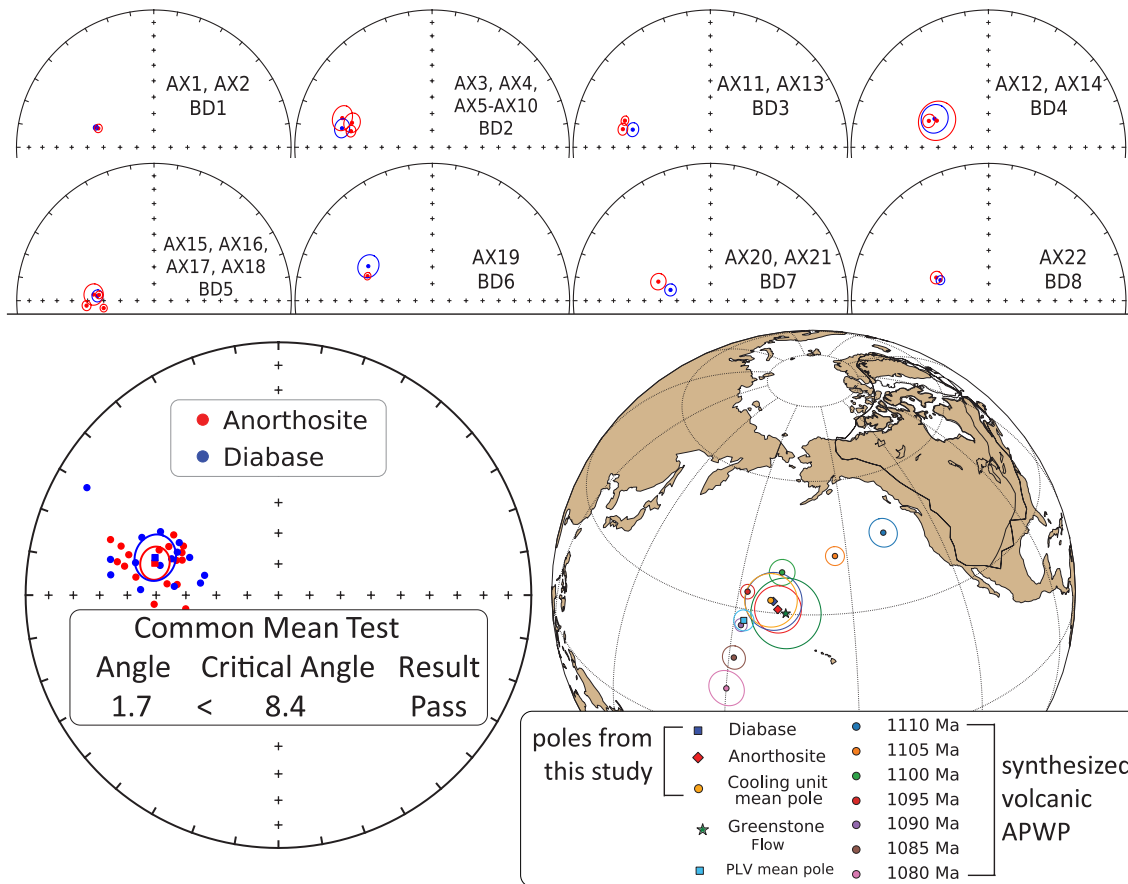 AX1, AX2
BD1
AX3, AX4,
AX5-AX10
BD2
AX11, AX13
BD3
AX12, AX14
BD4
AX15, AX16,
AX17, AX18
BD5
AX19
BD6
AX20, AX21
BD7
AX22
BD8
Anorthosite
Diabase
Common Mean Test
Angle Critical Angle Result
1.7 < 8.4 Pass
poles from
this study
Diabase
Anorthosite
Cooling unit
mean pole
Greenstone
Flow
PLV mean pole
1110 Ma
1105 Ma
1100 Ma
1095 Ma
1090 Ma
1085 Ma
1080 Ma
synthesized
volcanic
APWP